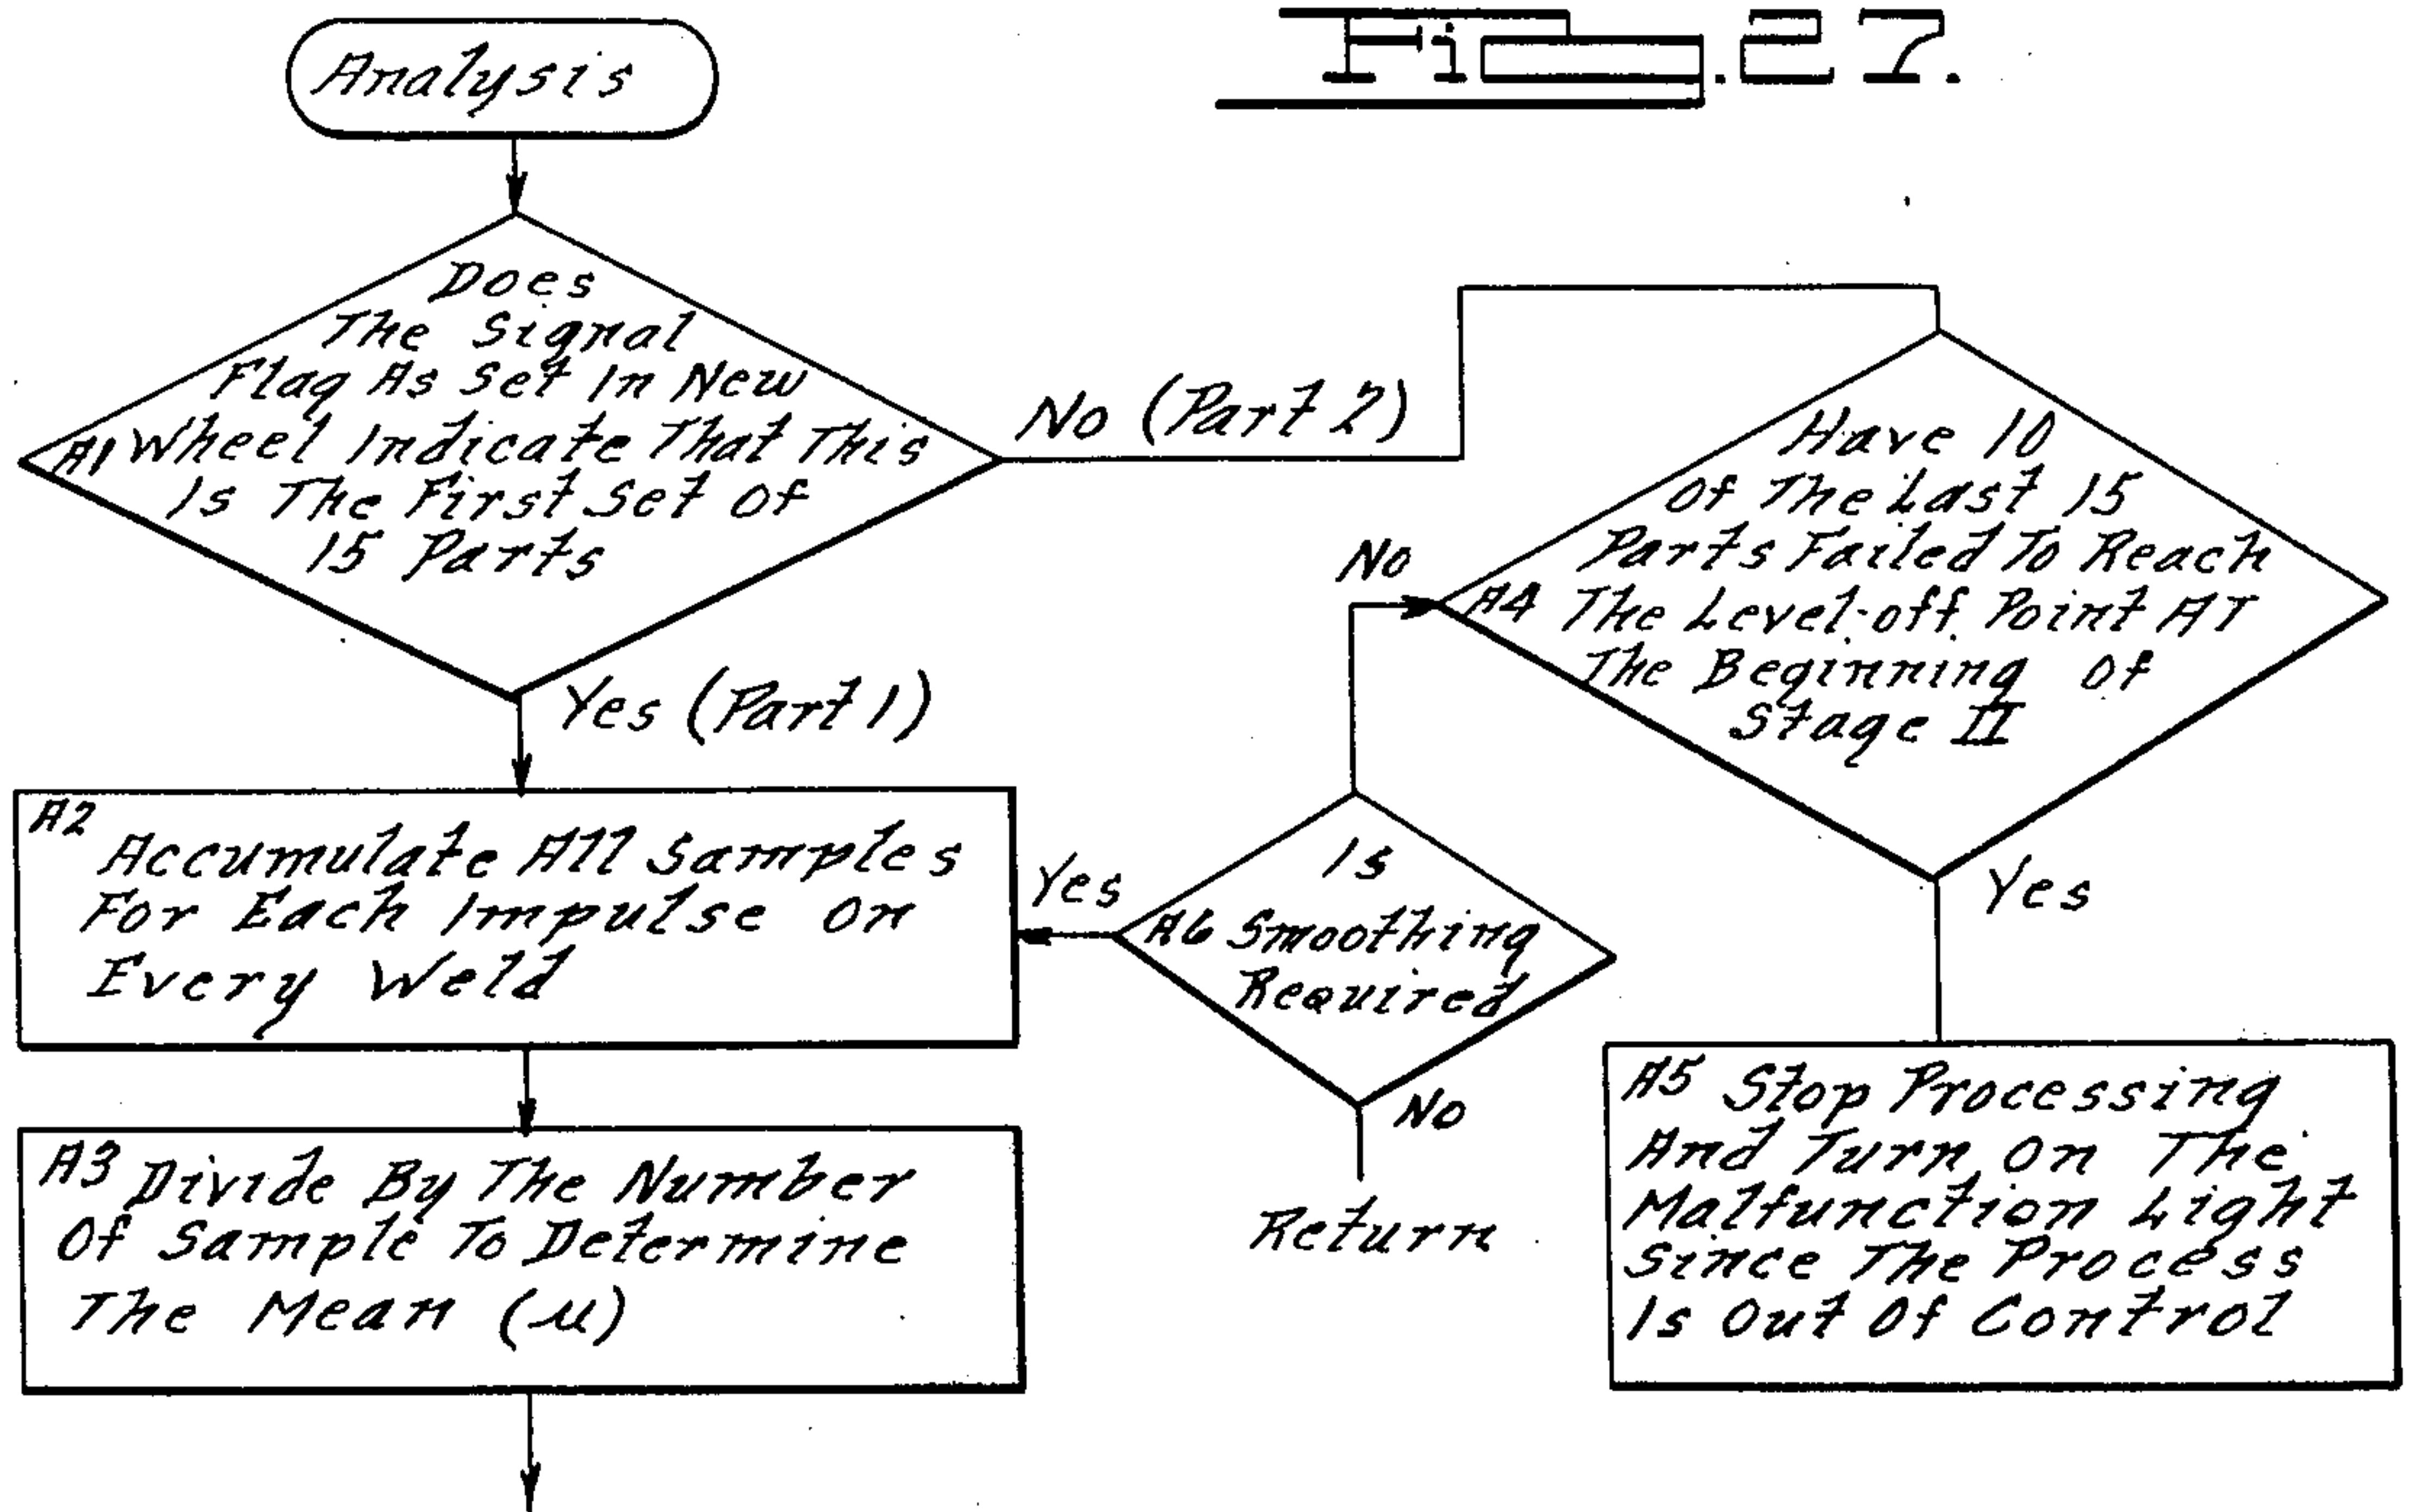 Fig. 27.
Analysis
Does
The Signal
Flag As Set In New
A1 Wheel Indicate That This
Is The First Set Of
15 Parts
No (Part 2)
Yes (Part 1)
Have 10
Of The Last 15
Parts Failed To Reach
A4 The Level-off Point AT
The Beginning Of
Stage II
No
Yes
A2
Accumulate All Samples
For Each Impulse On
Every Weld
Yes
Is
A6 Smoothing
Required
No
Return
A3 Divide By The Number
Of Sample To Determine
The Mean (μ)
A5 Stop Processing
And Turn On The
Malfunction Light
Since The Process
Is Out Of Control